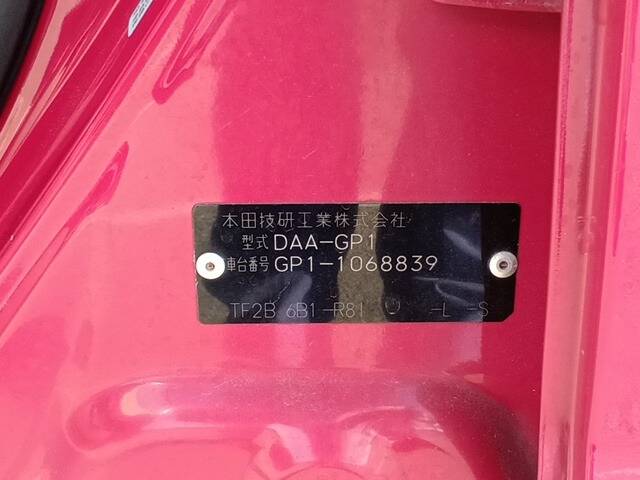 本田技研工業株式会社
型式 DAA-GP1
車台番号 GP1-1068839
TF2B 6B1-R81 -L -S